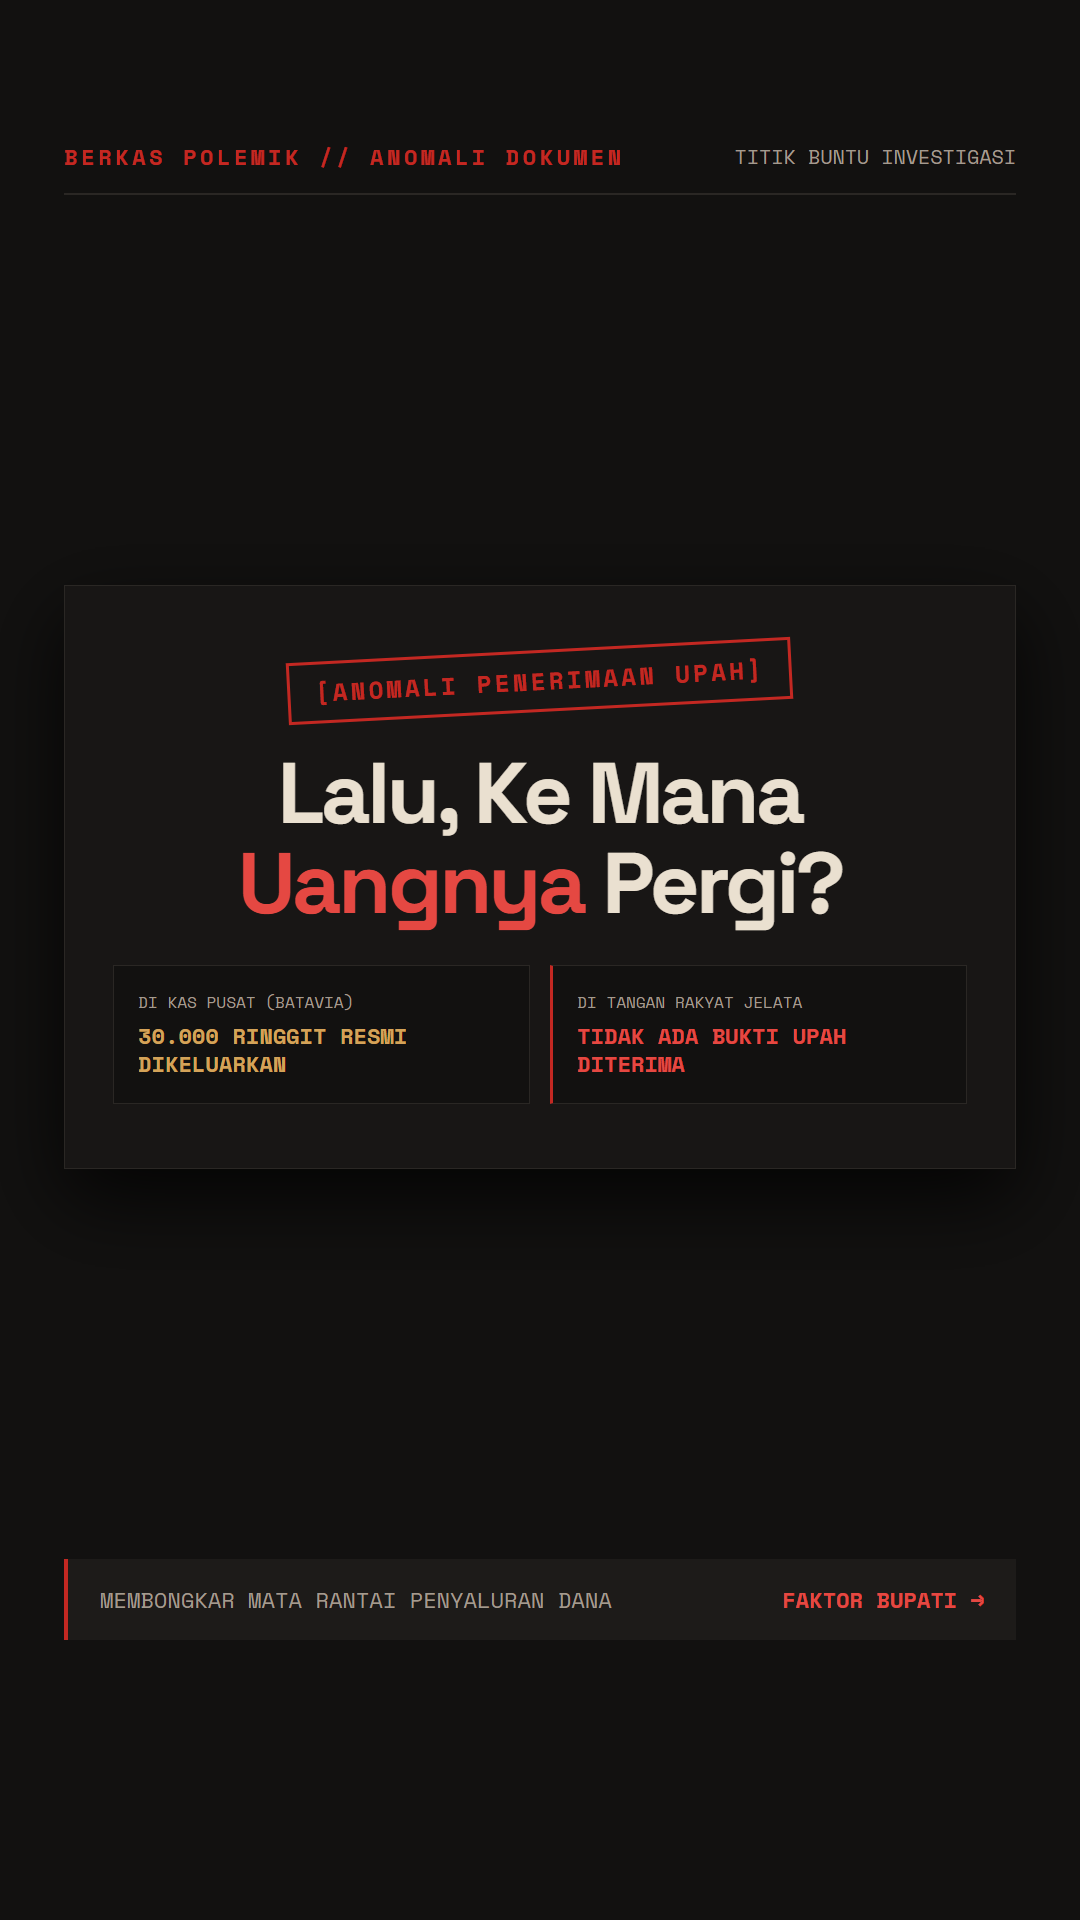 BERKAS POLEMIK // ANOMALI DOKUMEN
TITIK BUNTU INVESTIGASI
[ANOMALI PENERIMAAN UPAH]
Lalu, Ke Mana
Uangnya Pergi?
DI KAS PUSAT (BATAVIA)
30.000 RINGGIT RESMI
DIKELUARKAN
DI TANGAN RAKYAT JELATA
TIDAK ADA BUKTI UPAH
DITERIMA
MEMBONGKAR MATA RANTAI PENYALURAN DANA
FAKTOR BUPATI →